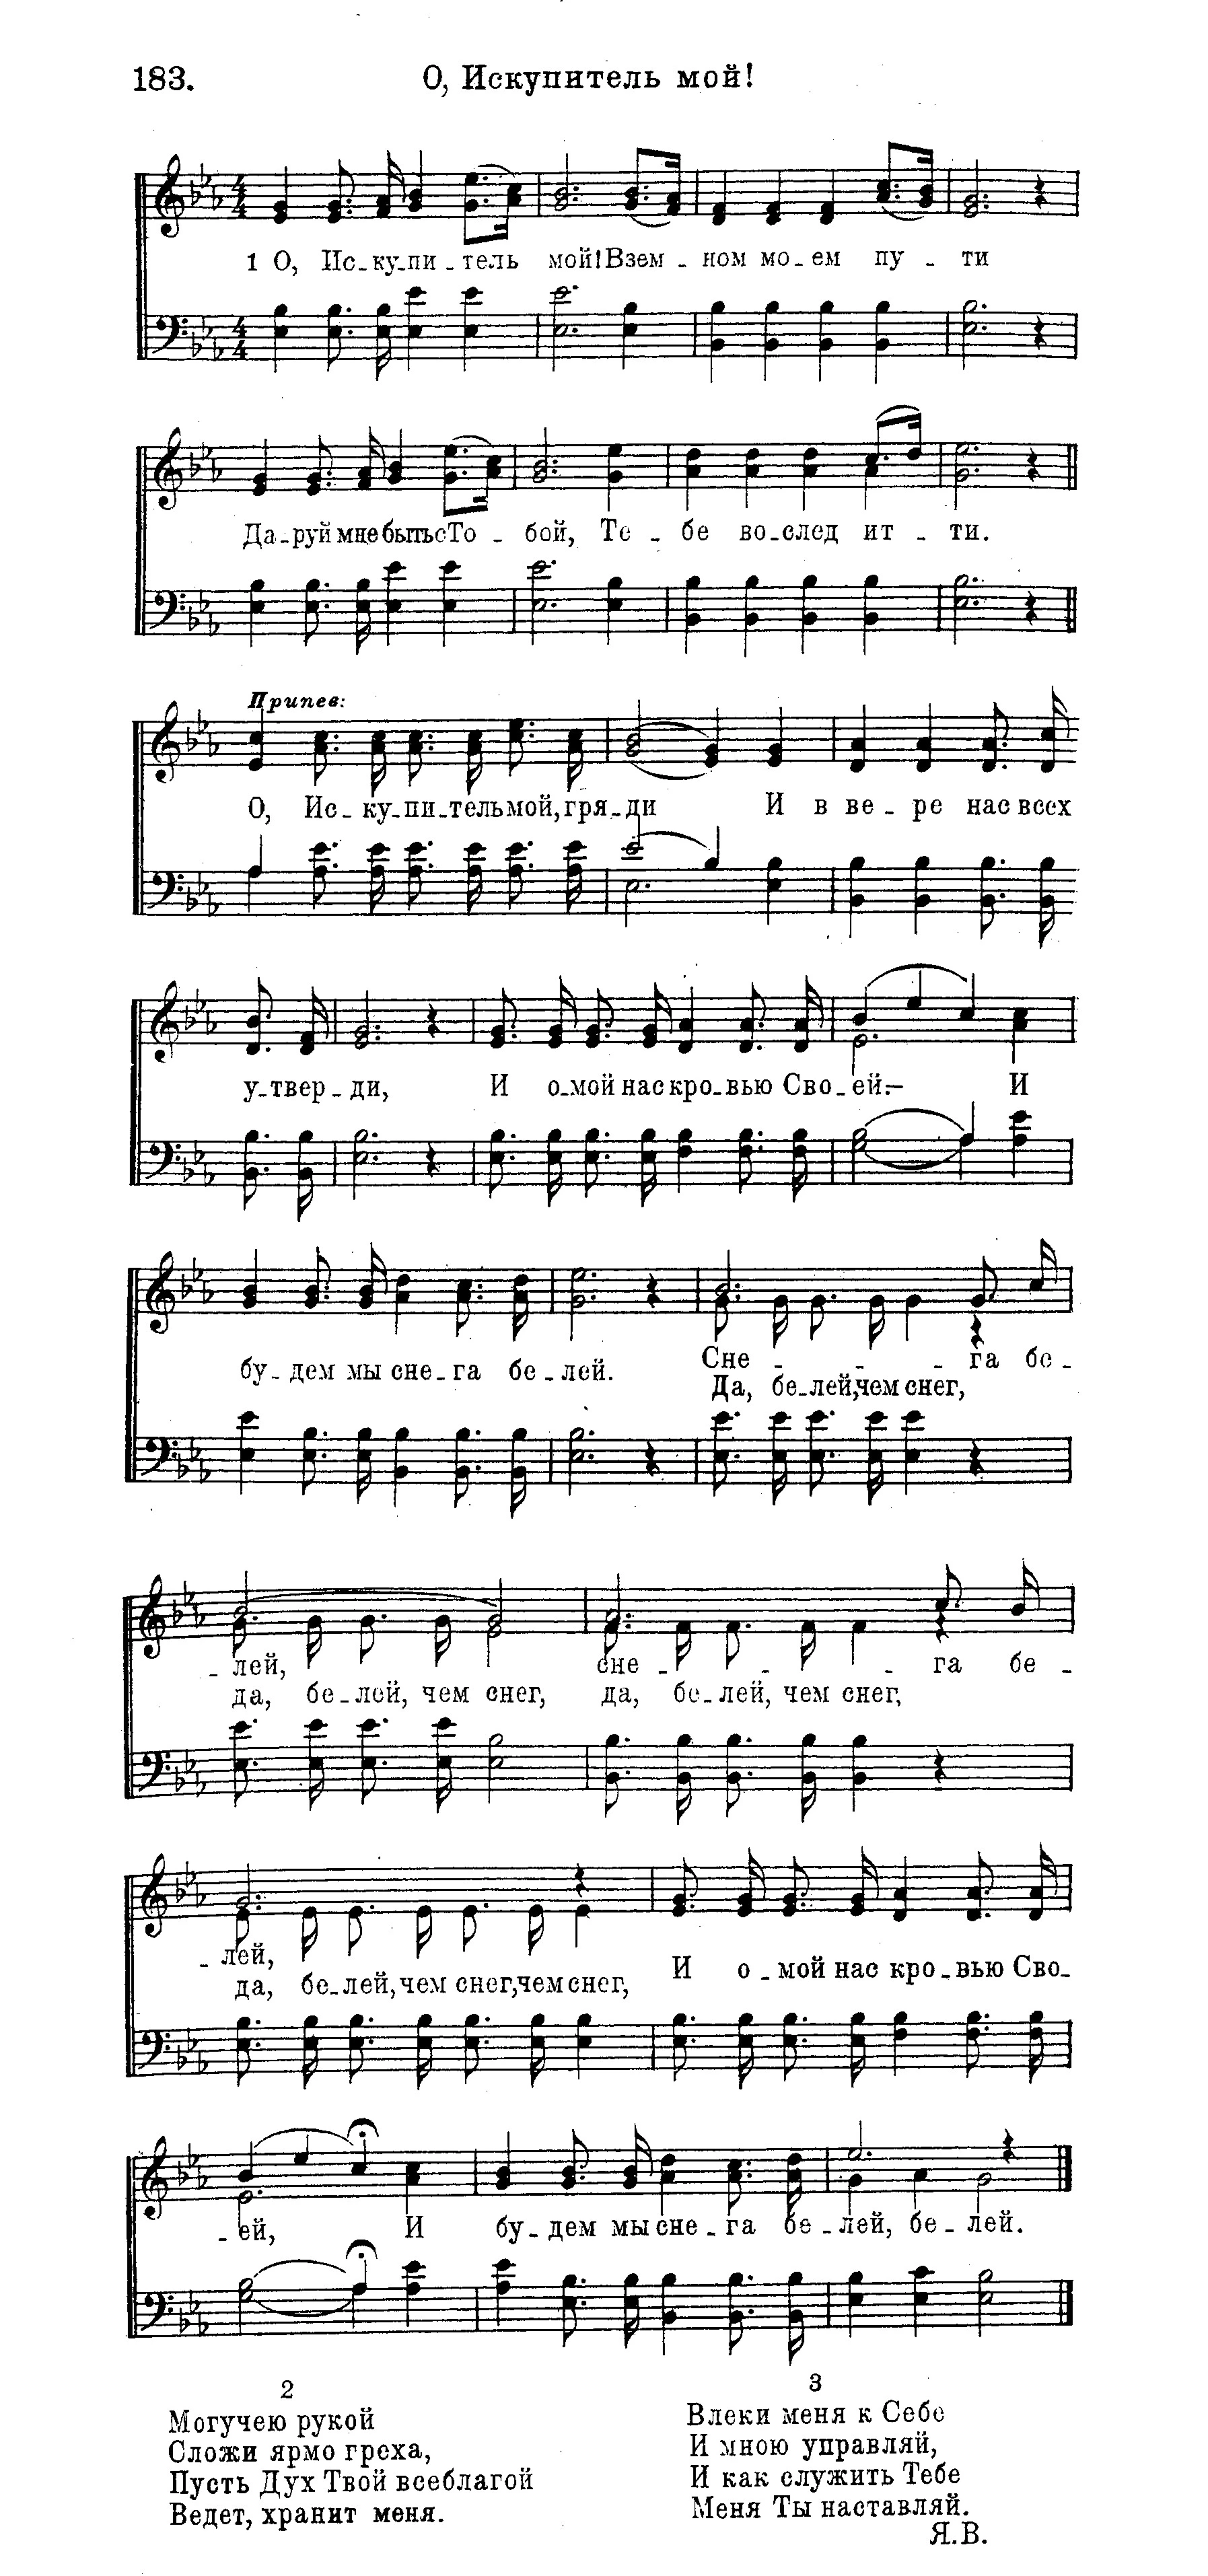 183.
О, Искупитель мой!
1 О, Ис-ку-пи-тель мой! В зем-ном мо-ем пу-ти
Да-руй мне быть с То-бой, Те-бе во-след ит-ти.
Припев:
О, Ис-ку-пи-тель мой, гря-ди И в ве-ре нас всех
у-твер-ди, И о-мой нас кро-вью Сво-ей:– И
бу-дем мы сне-га бе-лей. Сне - - - га бе-
Да, бе-лей, чем снег,
-лей, сне - - - га бе-
да, бе-лей, чем снег, да, бе-лей, чем снег,
-лей, И о-мой нас кро-вью Сво-
да, бе-лей, чем снег, чем снег,
-ей, И бу-дем мы сне-га бе-лей, бе-лей.
2
Могучею рукой
Сложи ярмо греха,
Пусть Дух Твой всеблагой
Ведет, хранит меня.
3
Влеки меня к Себе
И мною управляй,
И как служить Тебе
Меня Ты наставляй.
Я.В.